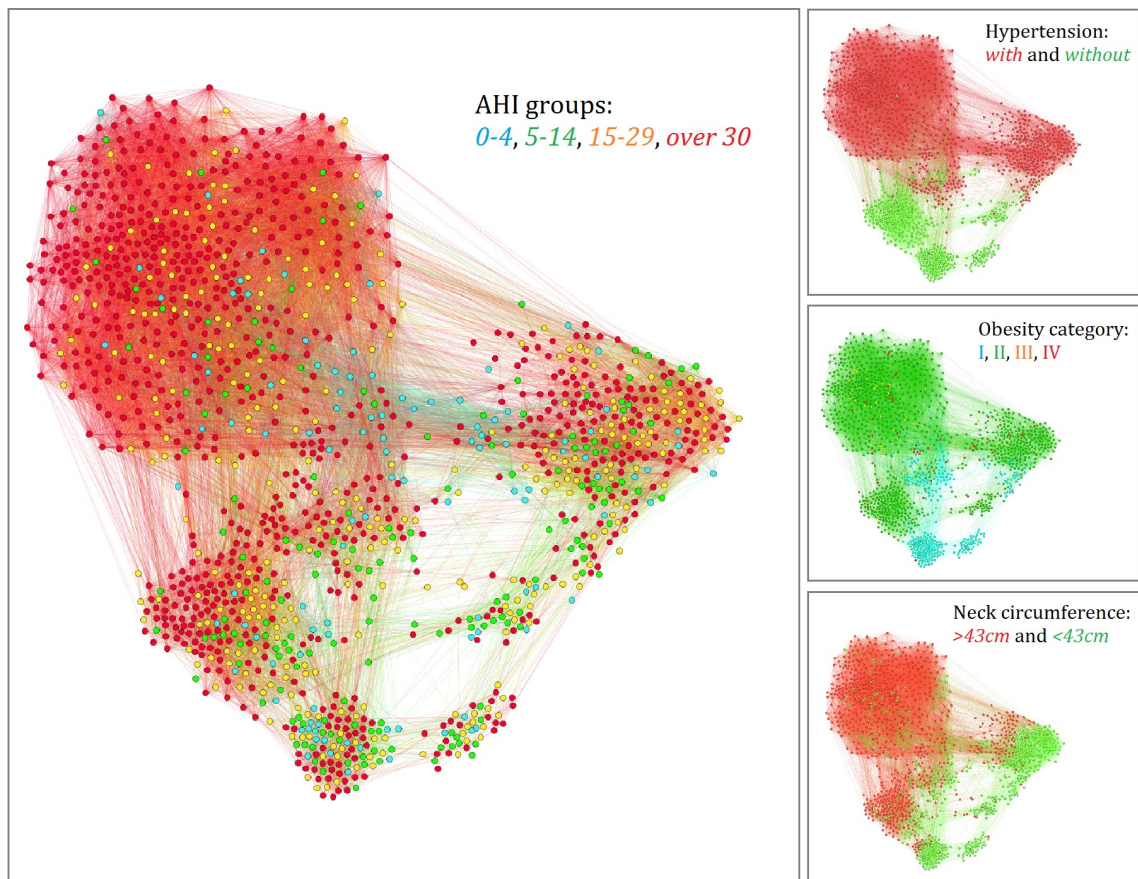 AHI groups:
0-4, 5-14, 15-29, over 30
Hypertension:
with and without
Obesity category:
I, II, III, IV
Neck circumference:
>43cm and <43cm